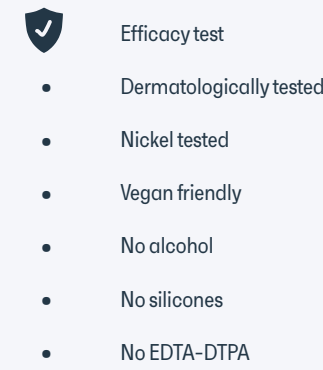 Efficacy test
Dermatologically tested
Nickel tested
Vegan friendly
No alcohol
No silicones
No EDTA-DTPA